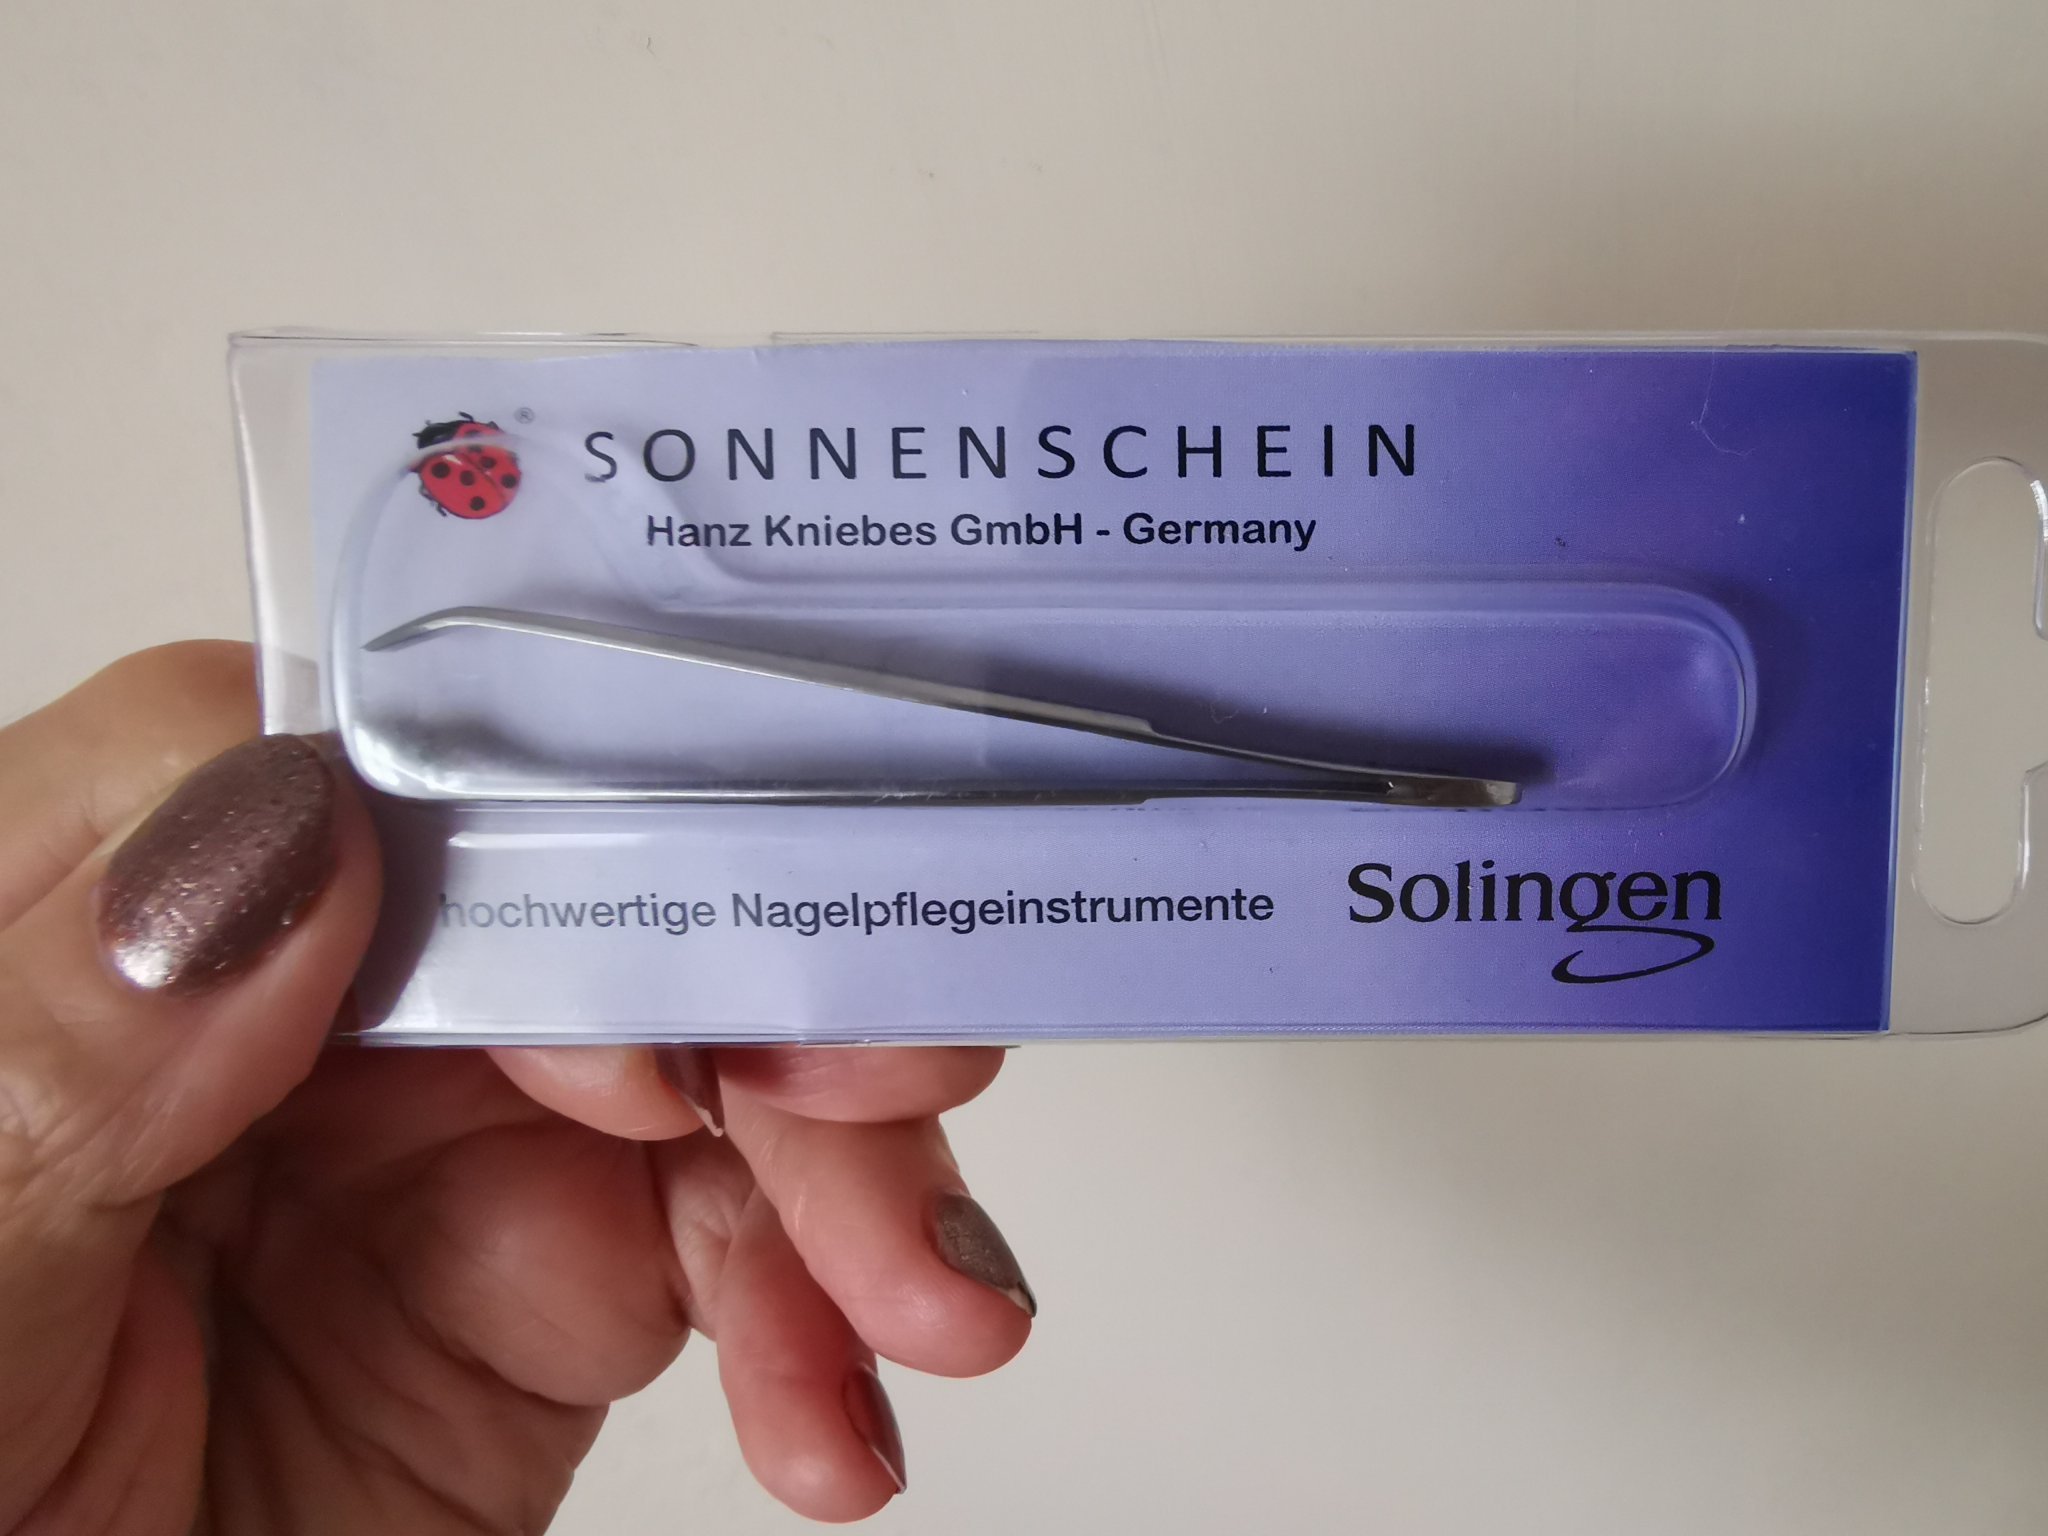 ®
SONNENSCHEIN
Hanz Kniebes GmbH - Germany
hochwertige Nagelpflegeinstrumente
Solingen